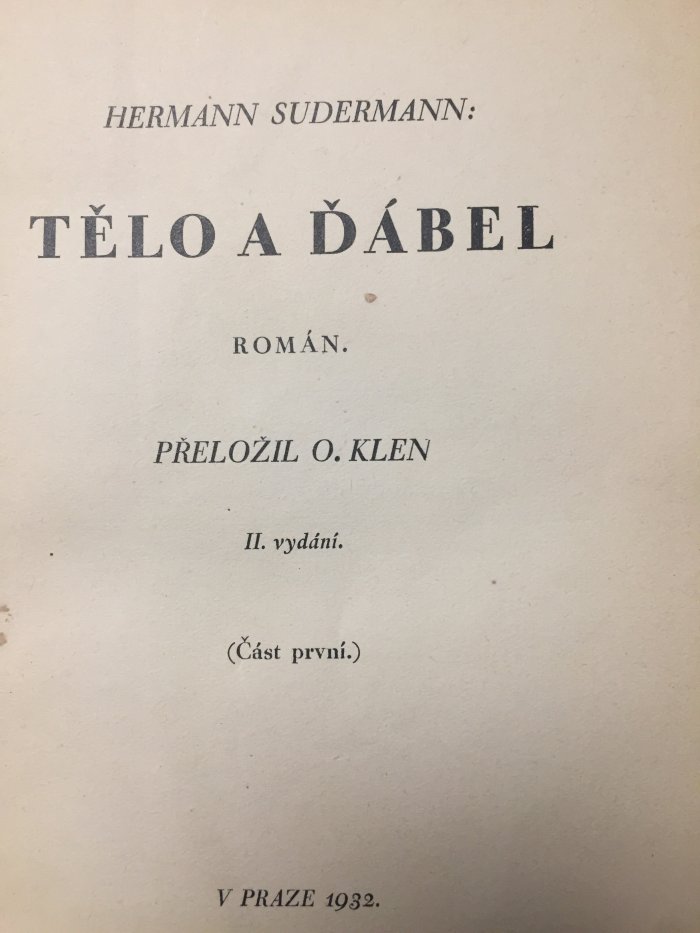 HERMANN SUDERMANN:
TĚLO A ĎÁBEL
ROMÁN.
PŘELOŽIL O. KLEN
II. vydání.
(Část první.)
V PRAZE 1932.